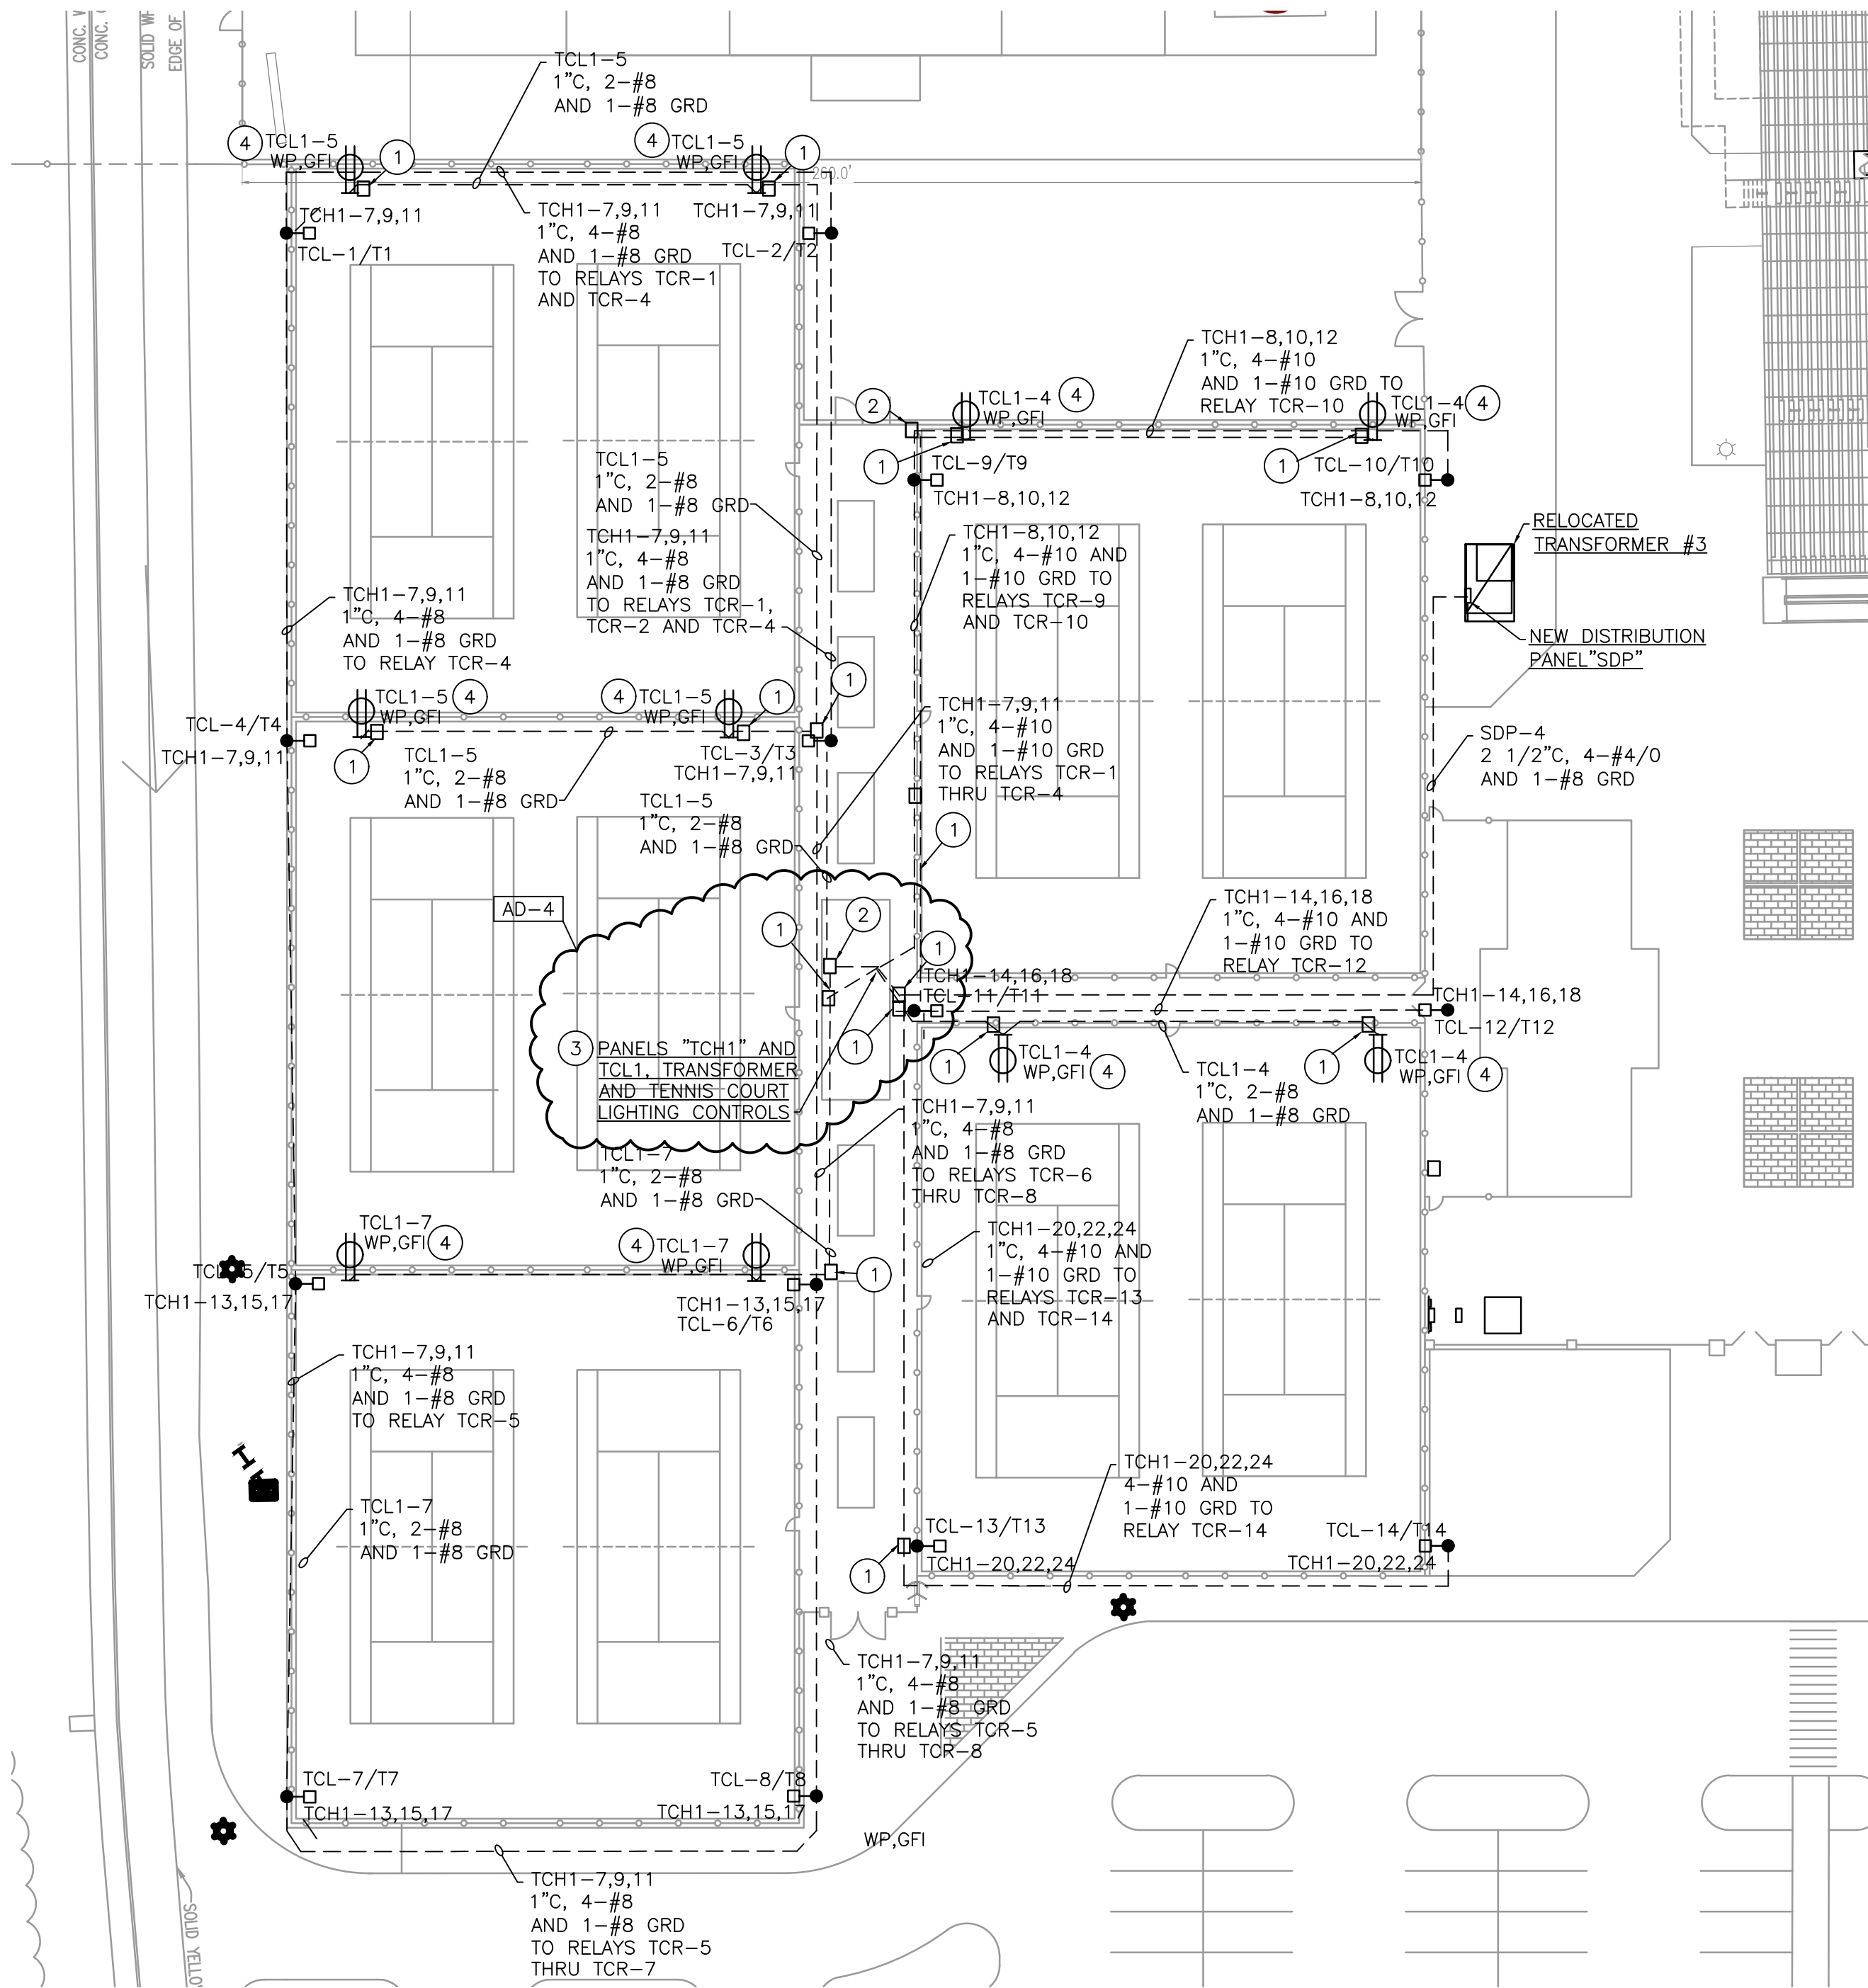 CONC. W
CONC. 
SOLID WH
EDGE OF
TCL1-5
1"C, 2-#8
AND 1-#8 GRD
4
TCL1-5
WP,GFI
1
4
TCL1-5
WP,GFI
1
260.0'
TCH1-7,9,11
TCL-1/T1
TCH1-7,9,11
1"C, 4-#8
AND 1-#8 GRD
TO RELAYS TCR-1
AND TCR-4
TCH1-7,9,11
TCL-2/T2
TCH1-8,10,12
1"C, 4-#10
AND 1-#10 GRD TO
RELAY TCR-10
2
TCL1-4
WP,GFI
4
TCL1-4
WP,GFI
4
1
TCL-9/T9
TCH1-8,10,12
1
TCL-10/T10
TCH1-8,10,12
TCL1-5
1"C, 2-#8
AND 1-#8 GRD
TCH1-7,9,11
1"C, 4-#8
AND 1-#8 GRD
TO RELAYS TCR-1,
TCR-2 AND TCR-4
TCH1-8,10,12
1"C, 4-#10 AND
1-#10 GRD TO
RELAYS TCR-9
AND TCR-10
RELOCATED
TRANSFORMER #3
NEW DISTRIBUTION
PANEL"SDP"
TCH1-7,9,11
1"C, 4-#8
AND 1-#8 GRD
TO RELAY TCR-4
TCL1-5
WP,GFI
4
4
TCL1-5
WP,GFI
1
1
TCL-4/T4
TCH1-7,9,11
1
TCL1-5
1"C, 2-#8
AND 1-#8 GRD
TCL-3/T3
TCH1-7,9,11
TCH1-7,9,11
1"C, 4-#10
AND 1-#10 GRD
TO RELAYS TCR-1
THRU TCR-4
SDP-4
2 1/2"C, 4-#4/0
AND 1-#8 GRD
TCL1-5
1"C, 2-#8
AND 1-#8 GRD
1
AD-4
1
2
1
TCH1-14,16,18
TCL-11/T11
TCH1-14,16,18
1"C, 4-#10 AND
1-#10 GRD TO
RELAY TCR-12
TCH1-14,16,18
TCL-12/T12
3
PANELS "TCH1" AND
TCL1, TRANSFORMER
AND TENNIS COURT
LIGHTING CONTROLS
1
1
TCL1-4
WP,GFI
4
1
TCL1-4
WP,GFI
4
TCL1-4
1"C, 2-#8
AND 1-#8 GRD
TCH1-7,9,11
1"C, 4-#8
AND 1-#8 GRD
TO RELAYS TCR-6
THRU TCR-8
TCL1-7
1"C, 2-#8
AND 1-#8 GRD
TCL1-7
WP,GFI
4
4
TCL1-7
WP,GFI
1
TCL-5/T5
TCH1-13,15,17
TCH1-13,15,17
TCL-6/T6
TCH1-20,22,24
1"C, 4-#10 AND
1-#10 GRD TO
RELAYS TCR-13
AND TCR-14
TCH1-7,9,11
1"C, 4-#8
AND 1-#8 GRD
TO RELAY TCR-5
TCL1-7
1"C, 2-#8
AND 1-#8 GRD
TCH1-20,22,24
4-#10 AND
1-#10 GRD TO
RELAY TCR-14
TCL-13/T13
TCH1-20,22,24
1
TCL-14/T14
TCH1-20,22,24
TCH1-7,9,11
1"C, 4-#8
AND 1-#8 GRD
TO RELAYS TCR-5
THRU TCR-8
TCL-7/T7
TCH1-13,15,17
TCL-8/T8
TCH1-13,15,17
WP,GFI
TCH1-7,9,11
1"C, 4-#8
AND 1-#8 GRD
TO RELAYS TCR-5
THRU TCR-7
SOLID YELLO